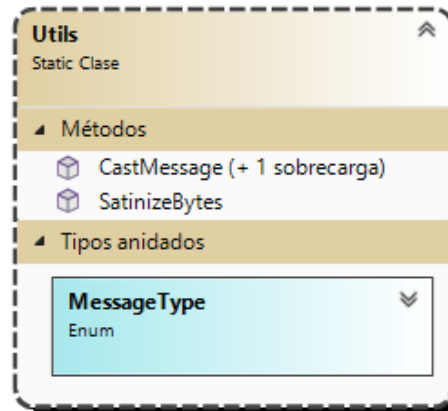 Utils
Static Clase
Métodos
CastMessage (+ 1 sobrecarga)
SatinizeBytes
Tipos anidados
MessageType
Enum